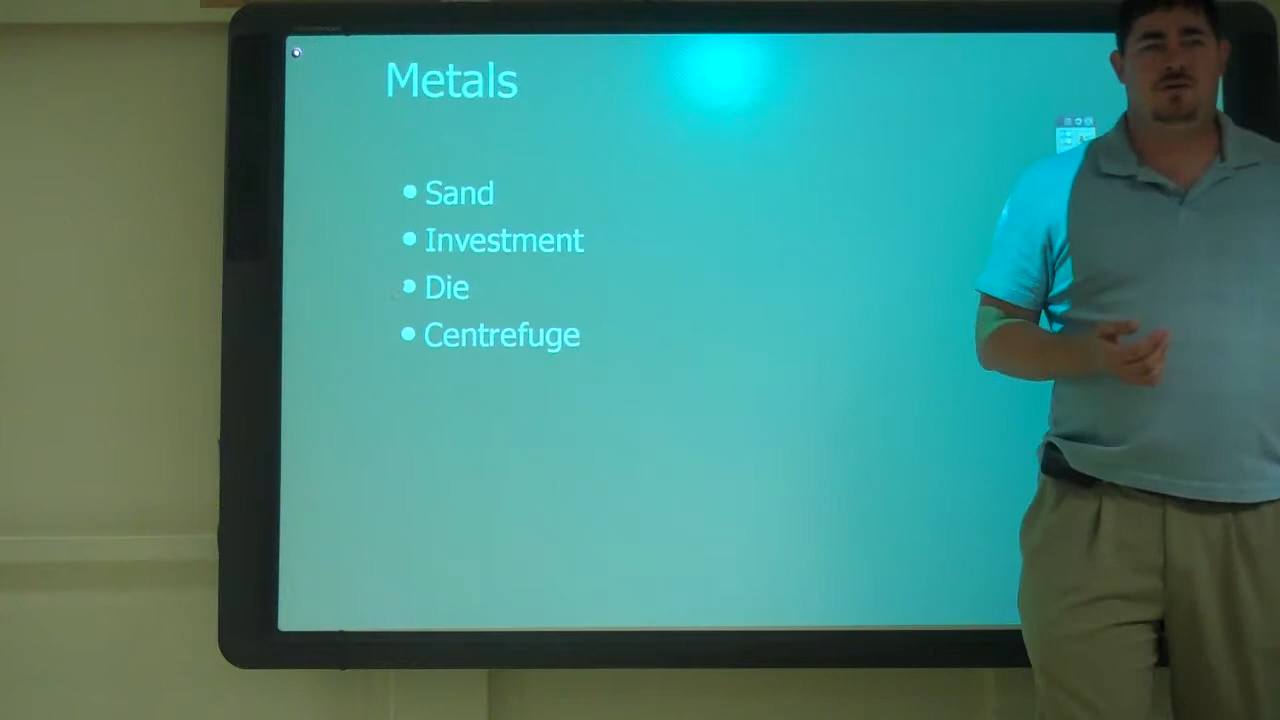 Metals
• Sand
• Investment
• Die
• Centrefuge